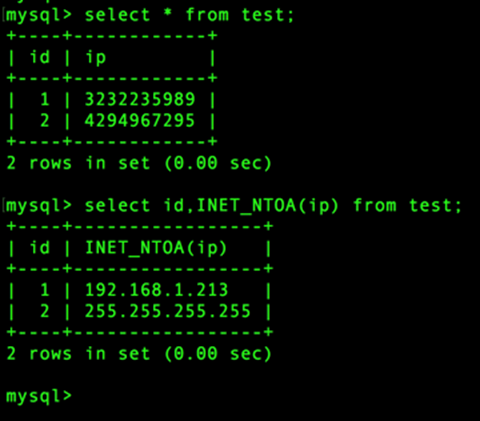 mysql> select * from test;
+----+------------+
| id | ip         |
+----+------------+
|  1 | 3232235989 |
|  2 | 4294967295 |
+----+------------+
2 rows in set (0.00 sec)
mysql> select id,INET_NTOA(ip) from test;
+----+-----------------+
| id | INET_NTOA(ip)   |
+----+-----------------+
|  1 | 192.168.1.213   |
|  2 | 255.255.255.255 |
+----+-----------------+
2 rows in set (0.00 sec)
mysql>